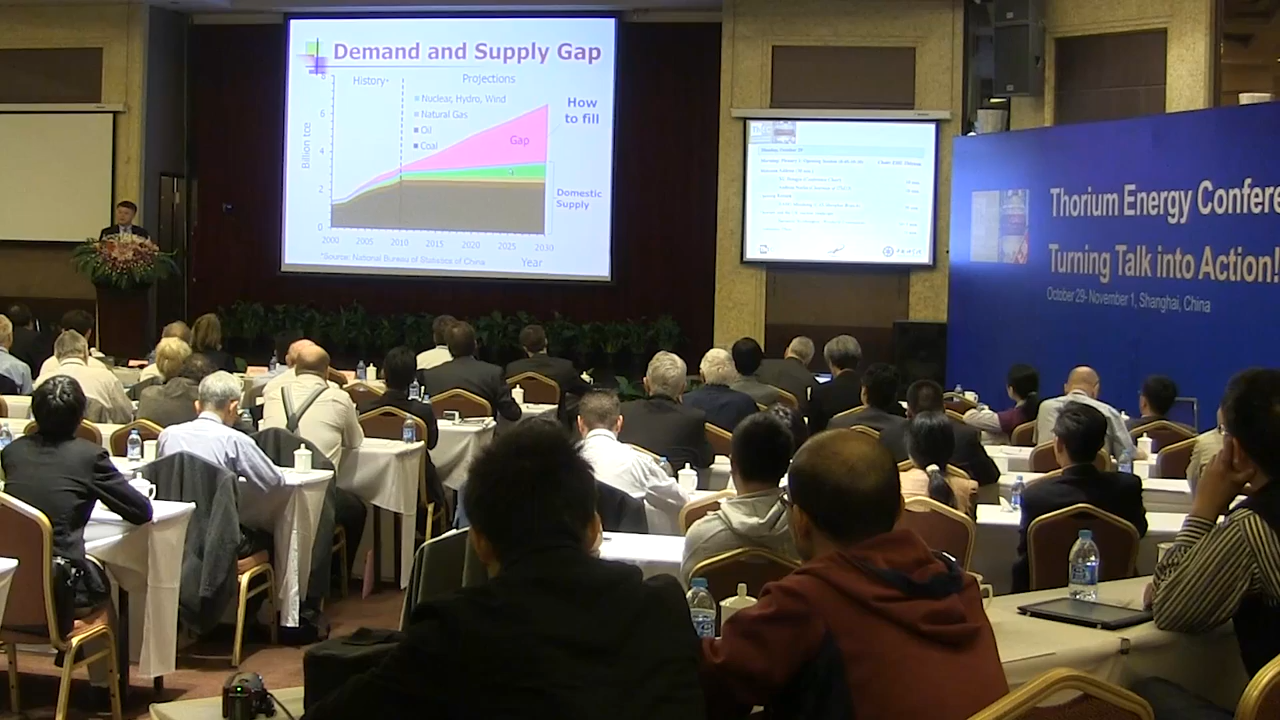 Demand and Supply Gap
8
History*
Projections
Nuclear, Hydro, Wind
Natural Gas
Oil
Coal
How
to fill
6
Gap
Billion tce
4
2
Domestic
Supply
0
2000
2005
2010
2015
2020
2025
2030
*Source: National Bureau of Statistics of China
Year
Thorium Energy Confere
Turning Talk into Action!
October 29- November 1, Shanghai, China